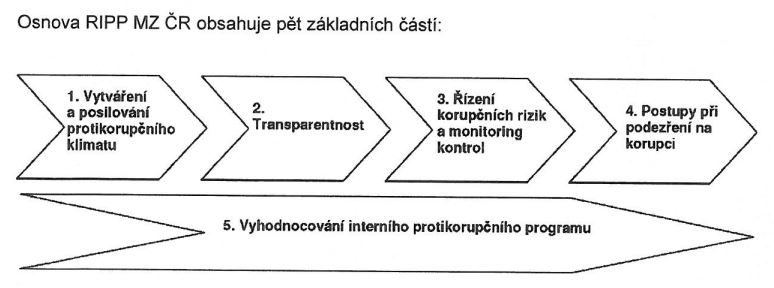 Osnova RIPP MZ ČR obsahuje pět základních částí:
1. Vytváření
a posilování
protikorupčního
klimatu
2.
Transparentnost
3. Řízení
korupčních rizik
a monitoring
kontrol
4. Postupy při
podezření na
korupci
5. Vyhodnocování interního protikorupčního programu